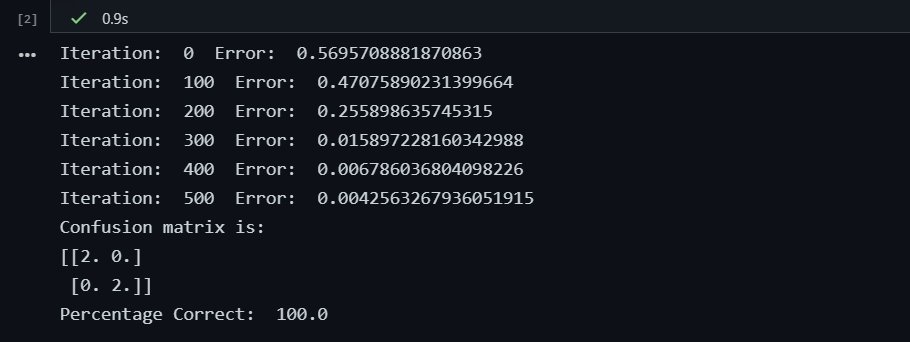 [2] 0.9s
Iteration:  0  Error:  0.5695708881870863
Iteration:  100  Error:  0.47075890231399664
Iteration:  200  Error:  0.255898635745315
Iteration:  300  Error:  0.015897228160342988
Iteration:  400  Error:  0.006786036804098226
Iteration:  500  Error:  0.0042563267936051915
Confusion matrix is:
[[2. 0.]
 [0. 2.]]
Percentage Correct:  100.0